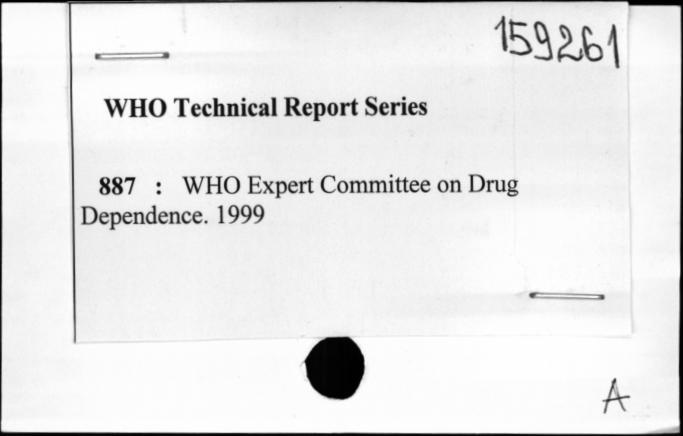 159261
WHO Technical Report Series
887 : WHO Expert Committee on Drug
Dependence. 1999
A